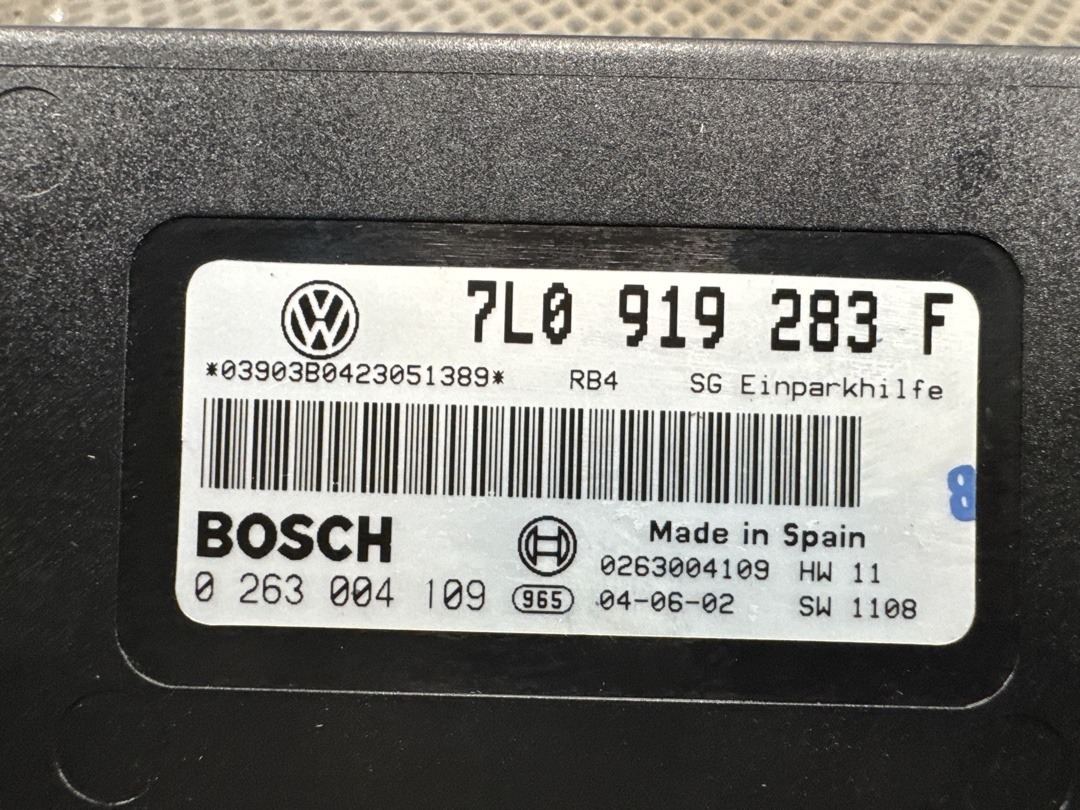 7L0 919 283 F
*03903B0423051389* RB4 SG Einparkhilfe
8
BOSCH Made in Spain
0263004109 HW 11
0 263 004 109 965 04-06-02 SW 1108